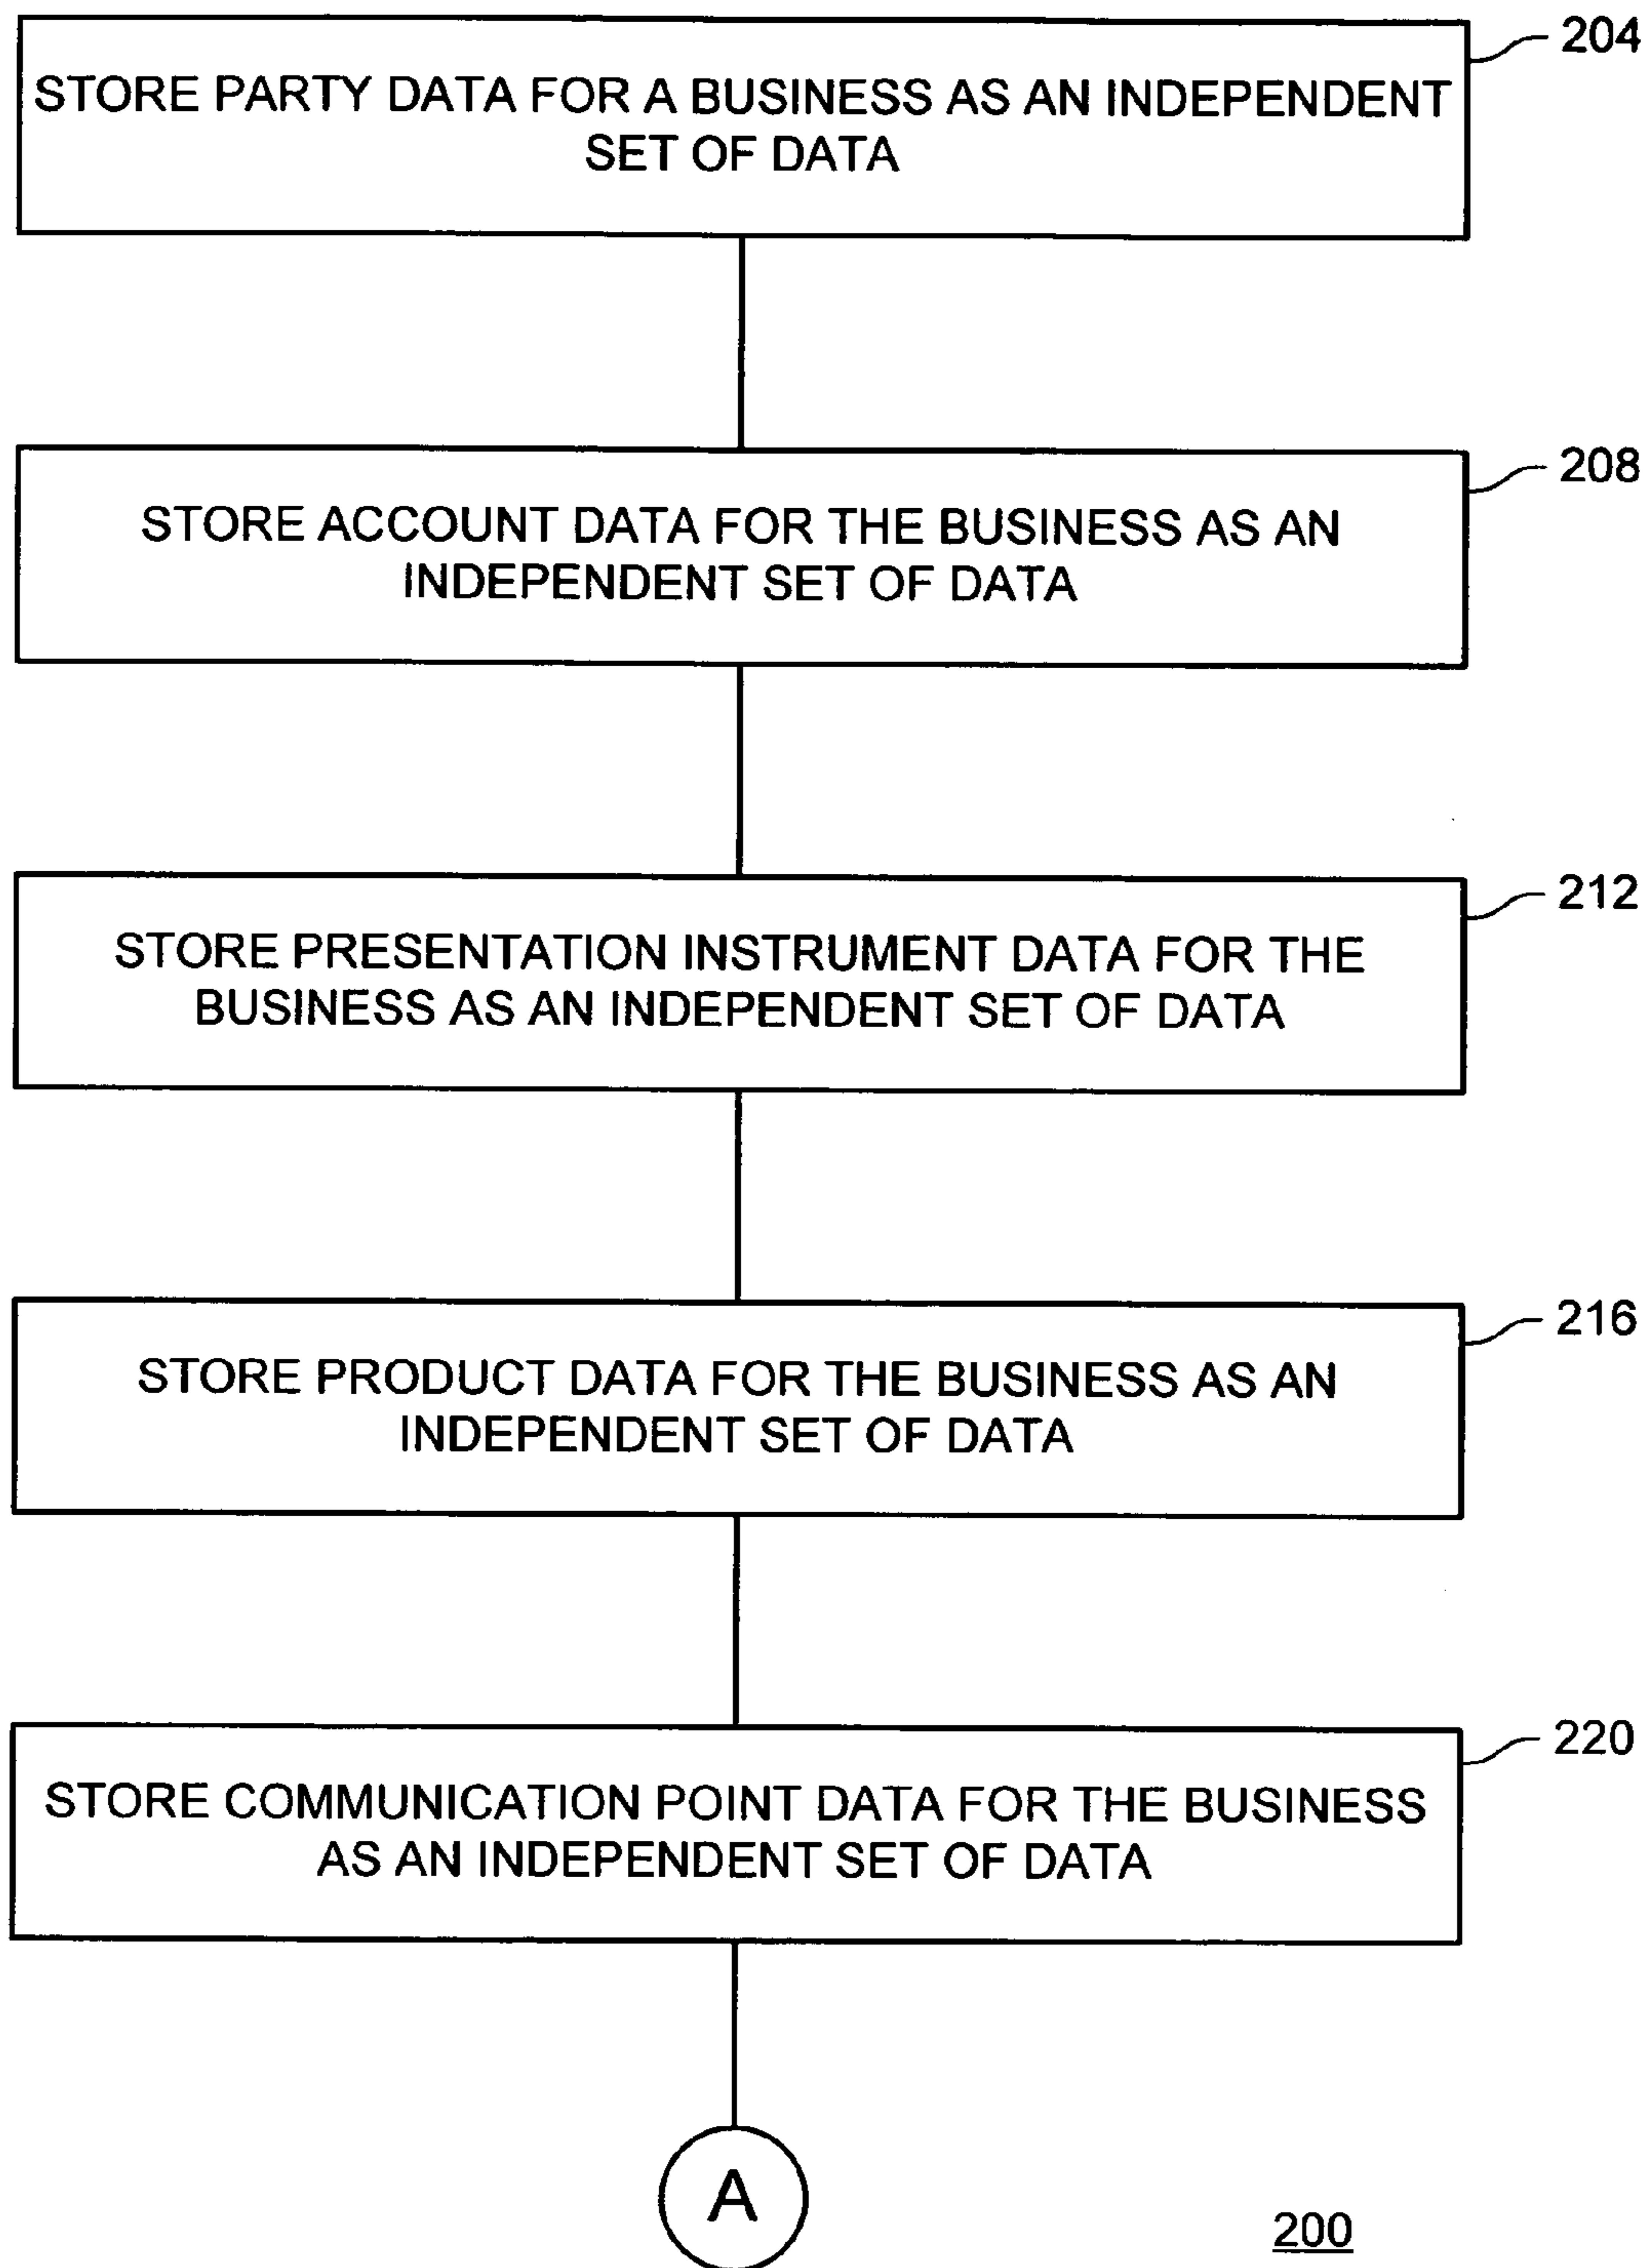 204
STORE PARTY DATA FOR A BUSINESS AS AN INDEPENDENT
SET OF DATA
208
STORE ACCOUNT DATA FOR THE BUSINESS AS AN
INDEPENDENT SET OF DATA
212
STORE PRESENTATION INSTRUMENT DATA FOR THE
BUSINESS AS AN INDEPENDENT SET OF DATA
216
STORE PRODUCT DATA FOR THE BUSINESS AS AN
INDEPENDENT SET OF DATA
220
STORE COMMUNICATION POINT DATA FOR THE BUSINESS
AS AN INDEPENDENT SET OF DATA
A
200